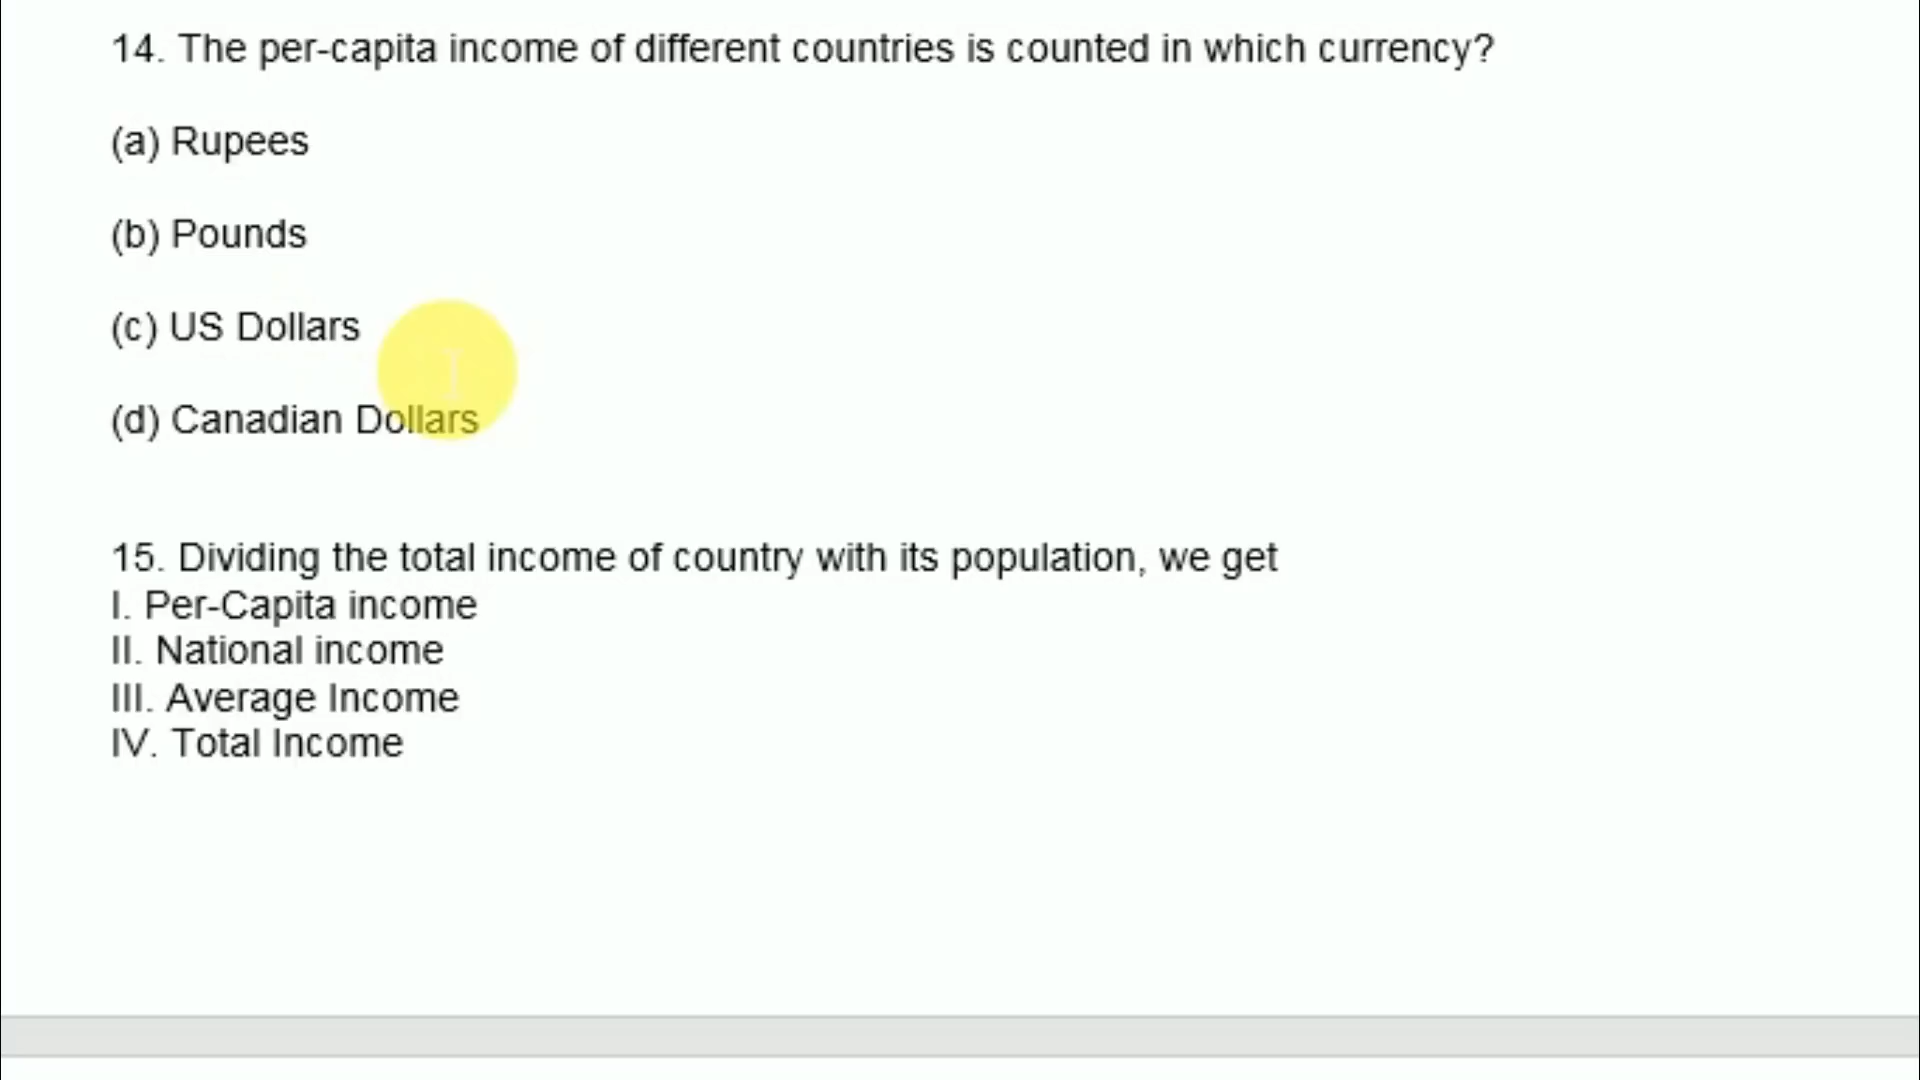 14. The per-capita income of different countries is counted in which currency?
(a) Rupees
(b) Pounds
(c) US Dollars
(d) Canadian Dollars
15. Dividing the total income of country with its population, we get
I. Per-Capita income
II. National income
III. Average Income
IV. Total Income